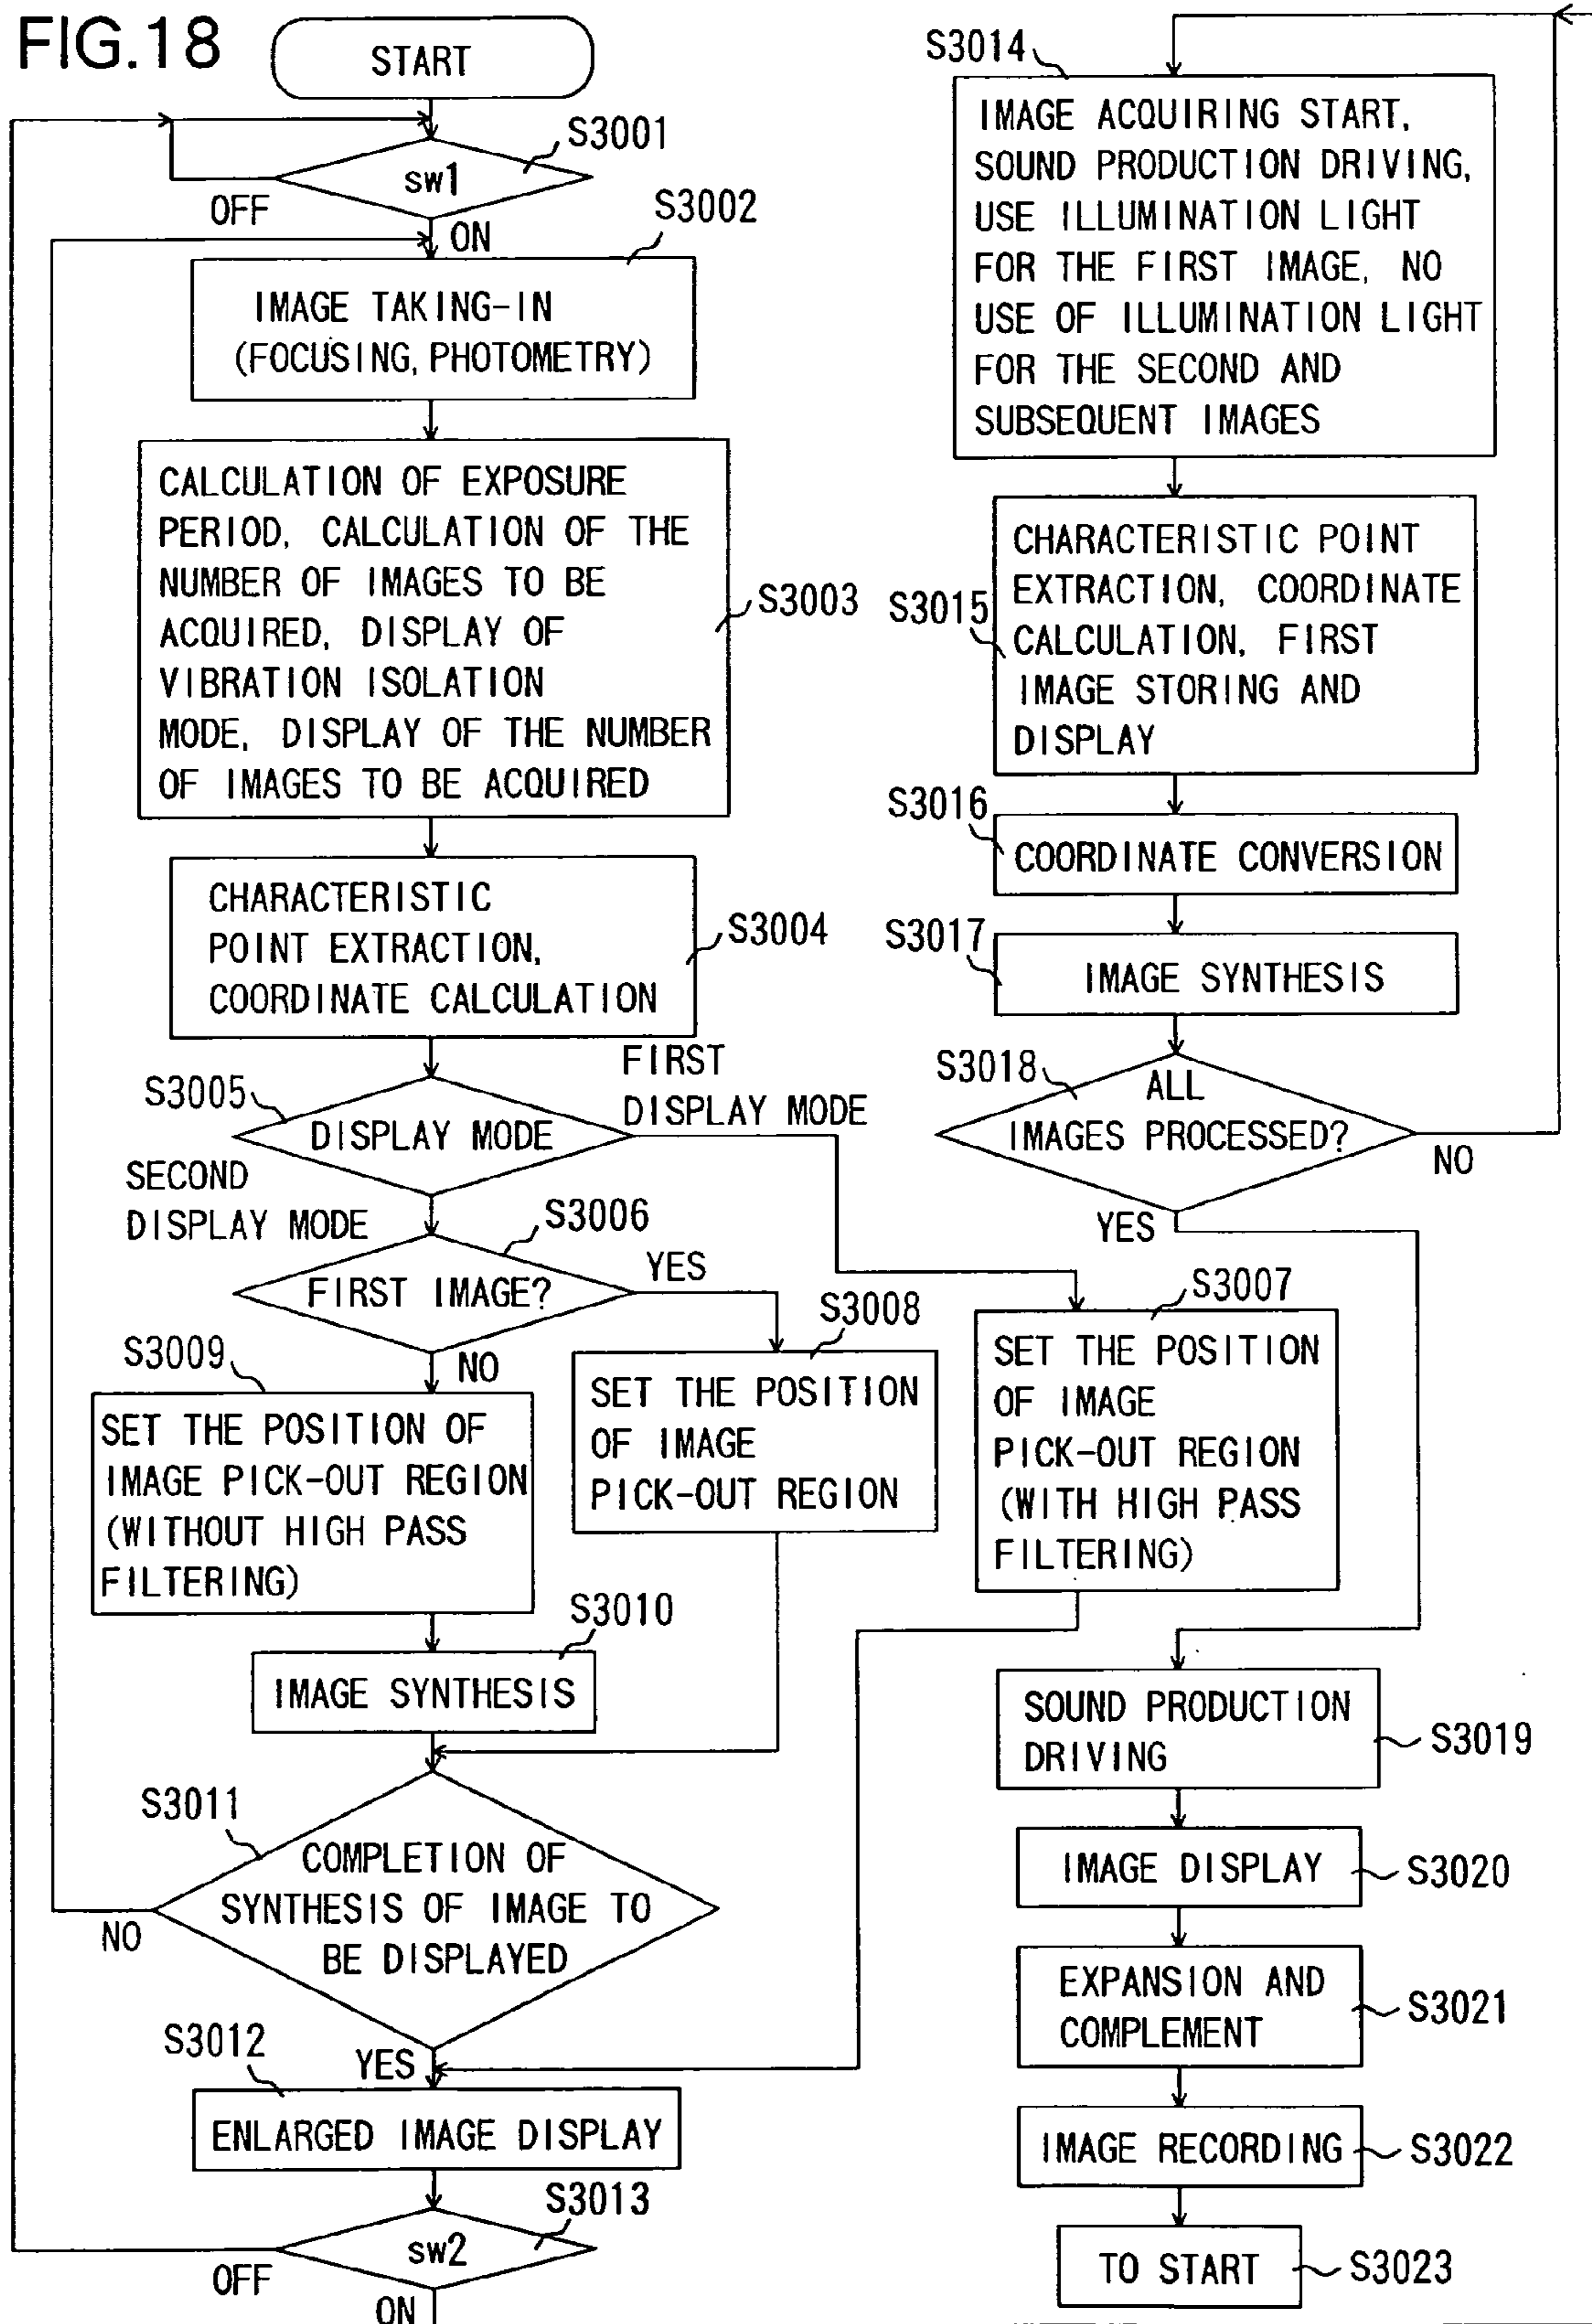 FIG.18
START
S3001
sw1
OFF
ON
S3002
IMAGE TAKING-IN
(FOCUSING, PHOTOMETRY)
CALCULATION OF EXPOSURE
PERIOD, CALCULATION OF THE
NUMBER OF IMAGES TO BE
ACQUIRED, DISPLAY OF
VIBRATION ISOLATION
MODE, DISPLAY OF THE NUMBER
OF IMAGES TO BE ACQUIRED
S3003
CHARACTERISTIC
POINT EXTRACTION,
COORDINATE CALCULATION
S3004
S3005
DISPLAY MODE
FIRST
DISPLAY MODE
SECOND
DISPLAY MODE
S3006
FIRST IMAGE?
YES
NO
S3009
SET THE POSITION OF
IMAGE PICK-OUT REGION
(WITHOUT HIGH PASS
FILTERING)
S3008
SET THE POSITION
OF IMAGE
PICK-OUT REGION
S3007
SET THE POSITION
OF IMAGE
PICK-OUT REGION
(WITH HIGH PASS
FILTERING)
S3010
IMAGE SYNTHESIS
S3011
COMPLETION OF
SYNTHESIS OF IMAGE TO
BE DISPLAYED
NO
YES
S3012
ENLARGED IMAGE DISPLAY
S3013
sw2
OFF
ON
S3014
IMAGE ACQUIRING START,
SOUND PRODUCTION DRIVING,
USE ILLUMINATION LIGHT
FOR THE FIRST IMAGE, NO
USE OF ILLUMINATION LIGHT
FOR THE SECOND AND
SUBSEQUENT IMAGES
S3015
CHARACTERISTIC POINT
EXTRACTION, COORDINATE
CALCULATION, FIRST
IMAGE STORING AND
DISPLAY
S3016
COORDINATE CONVERSION
S3017
IMAGE SYNTHESIS
S3018
ALL
IMAGES PROCESSED?
NO
YES
SOUND PRODUCTION
DRIVING
S3019
IMAGE DISPLAY
S3020
EXPANSION AND
COMPLEMENT
S3021
IMAGE RECORDING
S3022
TO START
S3023